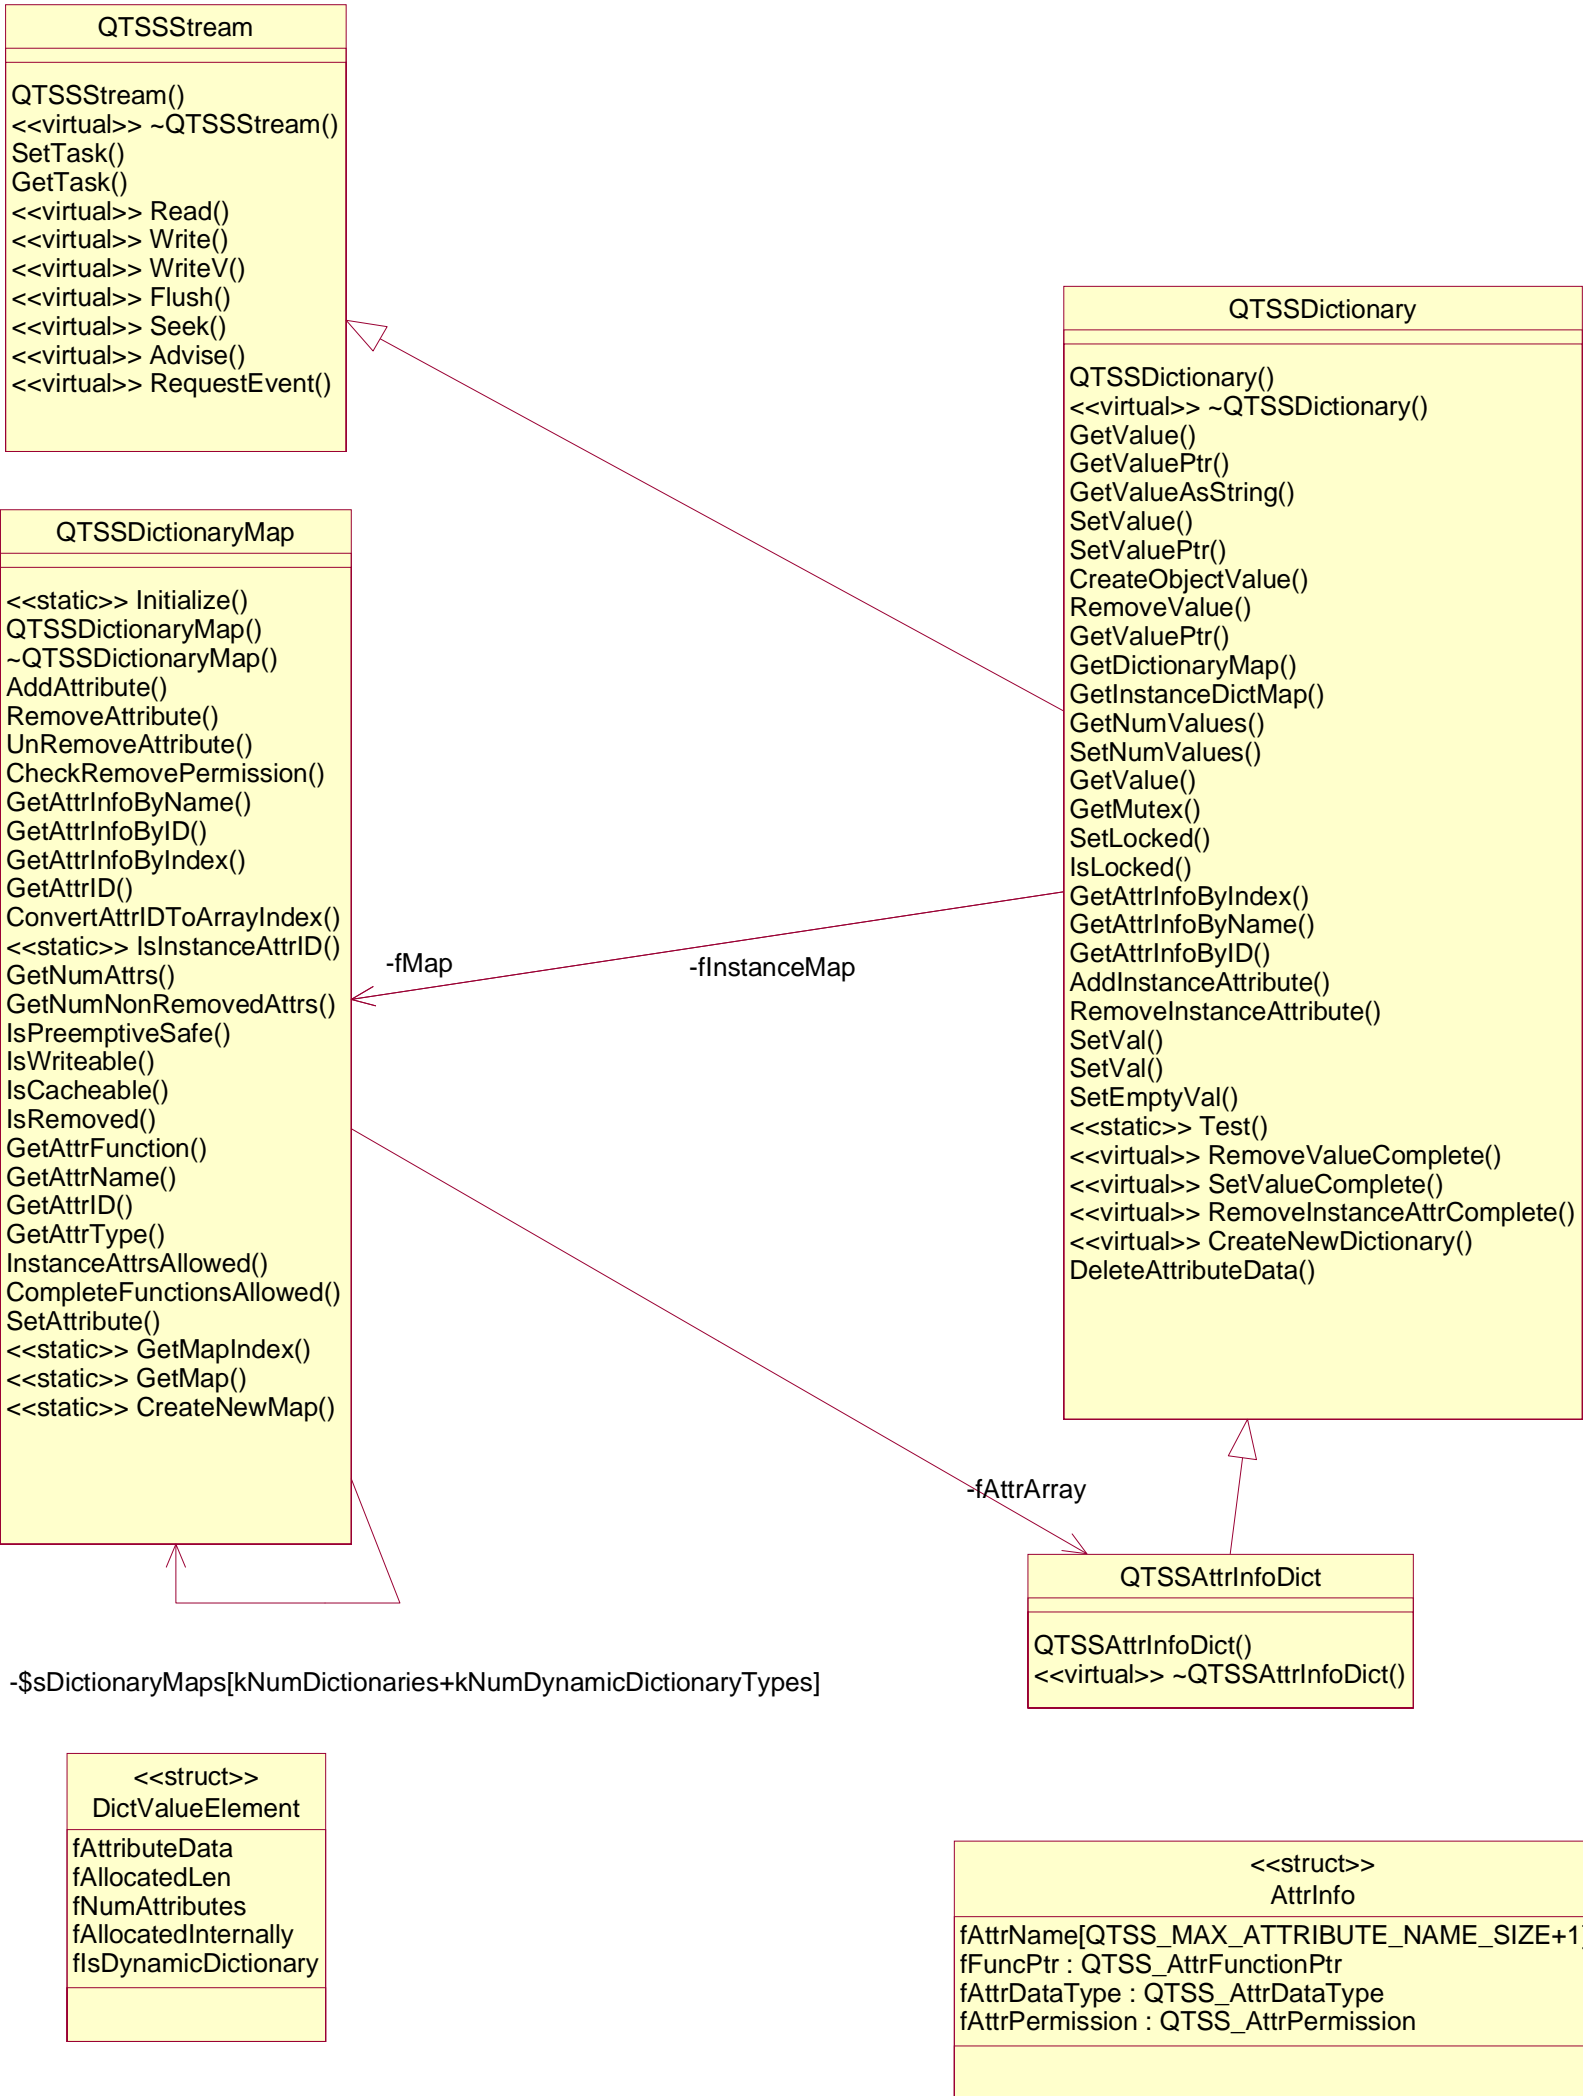 QTSSStream
QTSSStream()
<<virtual>> ~QTSSStream()
SetTask()
GetTask()
<<virtual>> Read()
<<virtual>> Write()
<<virtual>> WriteV()
<<virtual>> Flush()
<<virtual>> Seek()
<<virtual>> Advise()
<<virtual>> RequestEvent()
QTSSDictionary
QTSSDictionary()
<<virtual>> ~QTSSDictionary()
GetValue()
GetValuePtr()
GetValueAsString()
SetValue()
SetValuePtr()
CreateObjectValue()
RemoveValue()
GetValuePtr()
GetDictionaryMap()
GetInstanceDictMap()
GetNumValues()
SetNumValues()
GetValue()
GetMutex()
SetLocked()
IsLocked()
GetAttrInfoByIndex()
GetAttrInfoByName()
GetAttrInfoByID()
AddInstanceAttribute()
RemoveInstanceAttribute()
SetVal()
SetVal()
SetEmptyVal()
<<static>> Test()
<<virtual>> RemoveValueComplete()
<<virtual>> SetValueComplete()
<<virtual>> RemoveInstanceAttrComplete()
<<virtual>> CreateNewDictionary()
DeleteAttributeData()
QTSSDictionaryMap
<<static>> Initialize()
QTSSDictionaryMap()
~QTSSDictionaryMap()
AddAttribute()
RemoveAttribute()
UnRemoveAttribute()
CheckRemovePermission()
GetAttrInfoByName()
GetAttrInfoByID()
GetAttrInfoByIndex()
GetAttrID()
ConvertAttrIDToArrayIndex()
<<static>> IsInstanceAttrID()
GetNumAttrs()
GetNumNonRemovedAttrs()
IsPreemptiveSafe()
IsWriteable()
IsCacheable()
IsRemoved()
GetAttrFunction()
GetAttrName()
GetAttrID()
GetAttrType()
InstanceAttrsAllowed()
CompleteFunctionsAllowed()
SetAttribute()
<<static>> GetMapIndex()
<<static>> GetMap()
<<static>> CreateNewMap()
-fMap
-fInstanceMap
-fAttrArray
QTSSAttrInfoDict
QTSSAttrInfoDict()
<<virtual>> ~QTSSAttrInfoDict()
-$sDictionaryMaps[kNumDictionaries+kNumDynamicDictionaryTypes]
<<struct>>
DictValueElement
fAttributeData
fAllocatedLen
fNumAttributes
fAllocatedInternally
fIsDynamicDictionary
<<struct>>
AttrInfo
fAttrName[QTSS_MAX_ATTRIBUTE_NAME_SIZE+1]
fFuncPtr : QTSS_AttrFunctionPtr
fAttrDataType : QTSS_AttrDataType
fAttrPermission : QTSS_AttrPermission